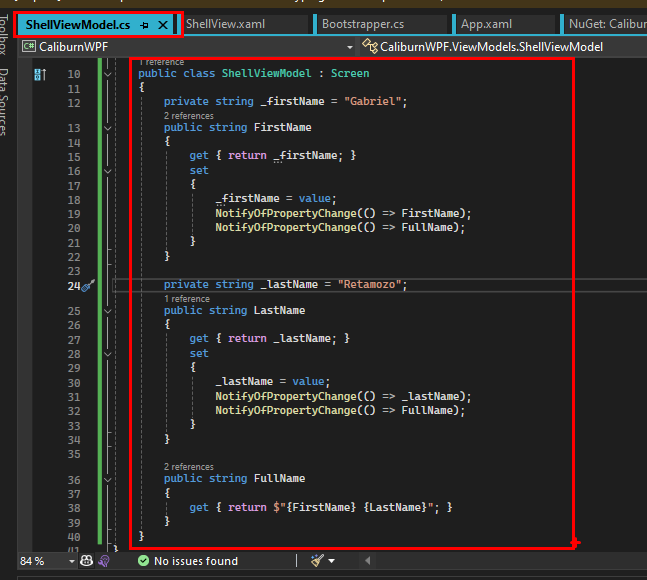 ShellViewModel.cs
ShellView.xaml
Bootstrapper.cs
App.xaml
NuGet: Calibur
CaliburnWPF
CaliburnWPF.ViewModels.ShellViewModel
Toolbox
Data Sources
1 reference
10 public class ShellViewModel : Screen
11 {
12 private string _firstName = "Gabriel";
2 references
13 public string FirstName
14 {
15 get { return _firstName; }
16 set
17 {
18 _firstName = value;
19 NotifyOfPropertyChange(() => FirstName);
20 NotifyOfPropertyChange(() => FullName);
21 }
22 }
23
24 private string _lastName = "Retamozo";
1 reference
25 public string LastName
26 {
27 get { return _lastName; }
28 set
29 {
30 _lastName = value;
31 NotifyOfPropertyChange(() => _lastName);
32 NotifyOfPropertyChange(() => FullName);
33 }
34 }
35
2 references
36 public string FullName
37 {
38 get { return $"{FirstName} {LastName}"; }
39 }
40 }
41 }
84 %
No issues found